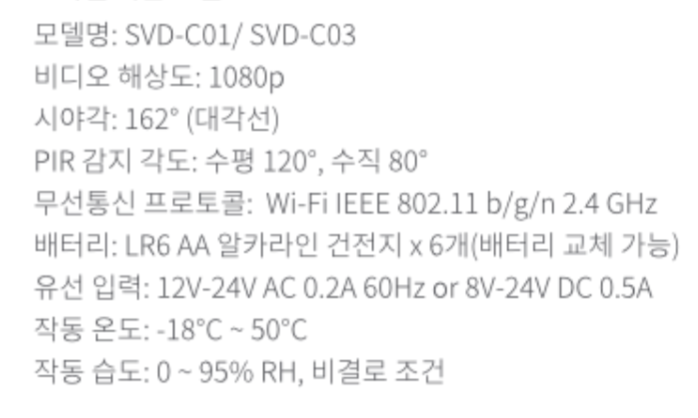 모델명: SVD-C01/ SVD-C03
비디오 해상도: 1080p
시야각: 162° (대각선)
PIR 감지 각도: 수평 120°, 수직 80°
무선통신 프로토콜: Wi-Fi IEEE 802.11 b/g/n 2.4 GHz
배터리: LR6 AA 알카라인 건전지 x 6개(배터리 교체 가능)
유선 입력: 12V-24V AC 0.2A 60Hz or 8V-24V DC 0.5A
작동 온도: -18°C ~ 50°C
작동 습도: 0 ~ 95% RH, 비결로 조건